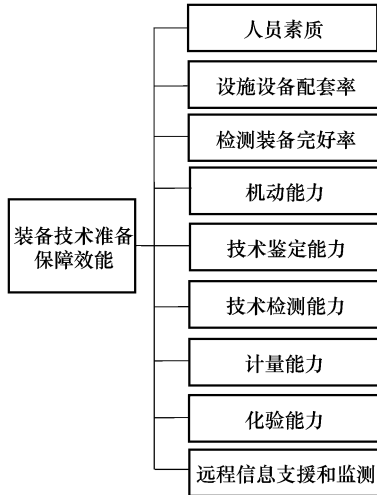 人员素质
设施设备配套率
检测装备完好率
机动能力
装备技术准备
保障效能
技术鉴定能力
技术检测能力
计量能力
化验能力
远程信息支援和监测